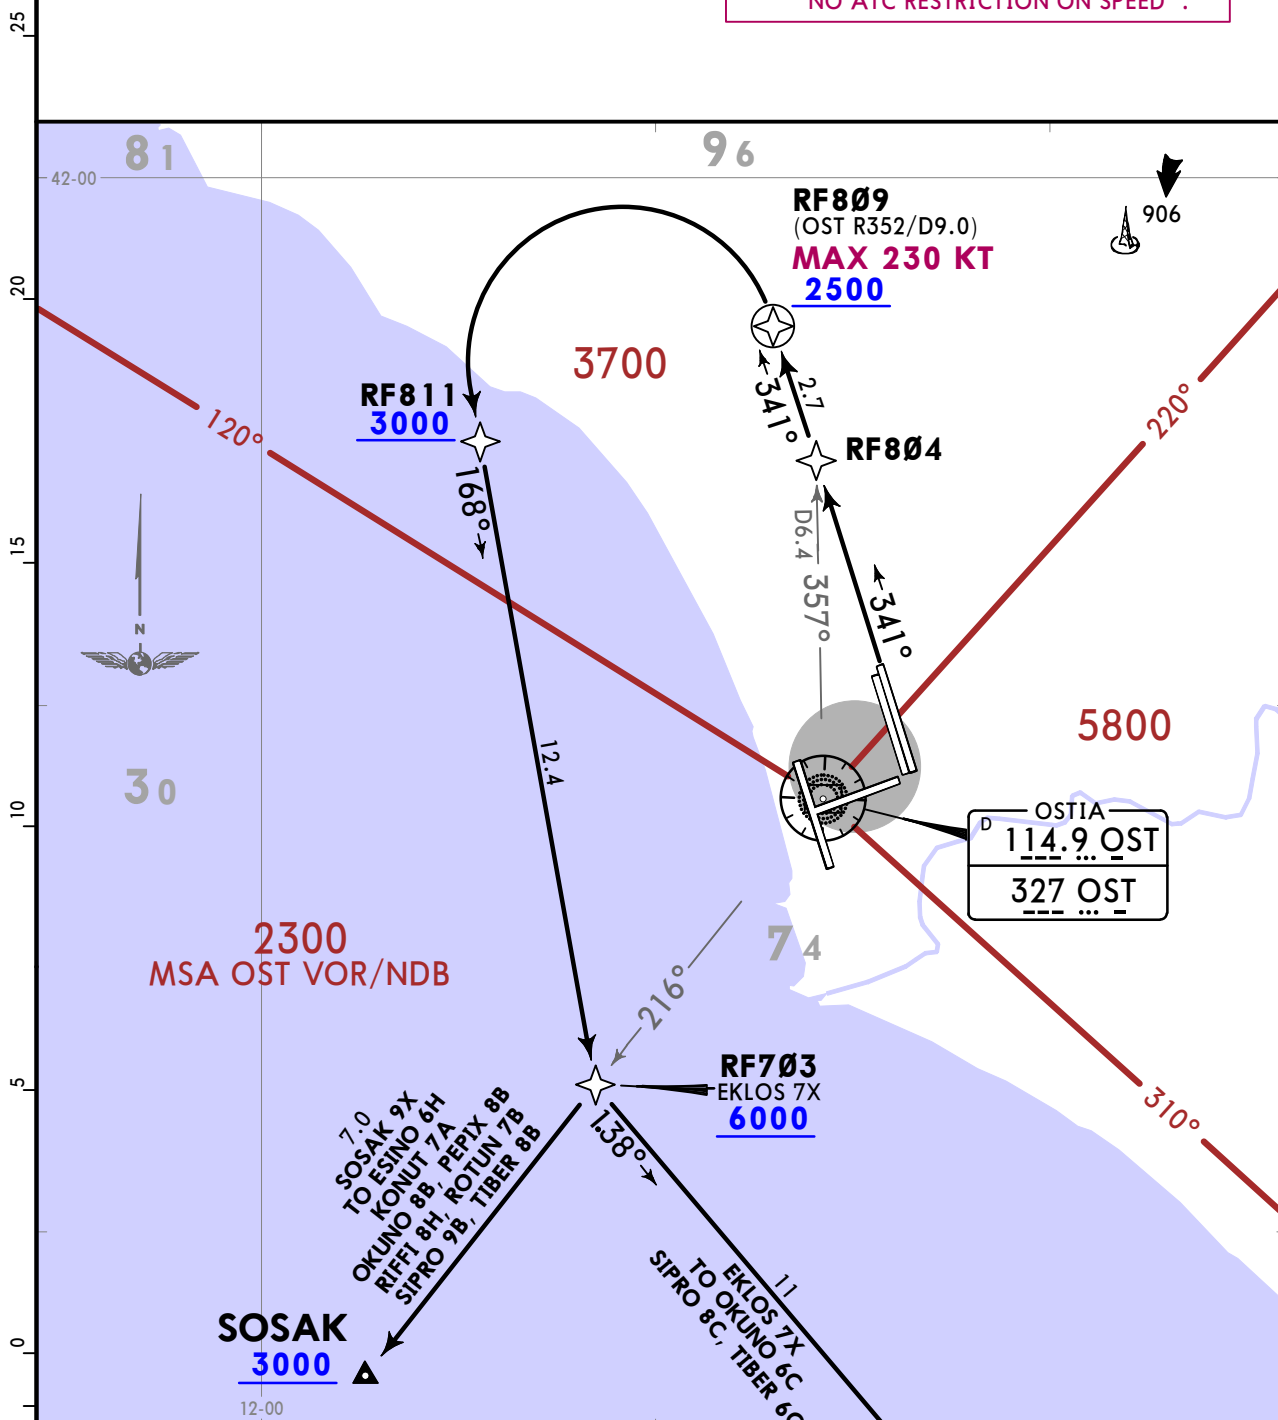 NO ATC RESTRICTION ON SPEED".
25
81
96
42-00
906
RF8Ø9
(OST R352/D9.0)
MAX 230 KT
2500
20
3700
2.7
341°
RF811
3000
120°
220°
RF8Ø4
168°
D6.4
357°
15
341°
N
5800
12.4
30
10
OSTIA
D
114.9 OST
327 OST
2300
MSA OST VOR/NDB
74
216°
RF7Ø3
EKLOS 7X
6000
5
310°
138°
7.0
SOSAK 9X
TO ESINO 6H
KONUT 7A
OKUNO 8B, PEPIX 8B
RIFFI 8H, ROTUN 7B
SIPRO 9B, TIBER 8B
11
EKLOS 7X
TO OKUNO 6C
SIPRO 8C, TIBER 6C
SOSAK
3000
0
12-00